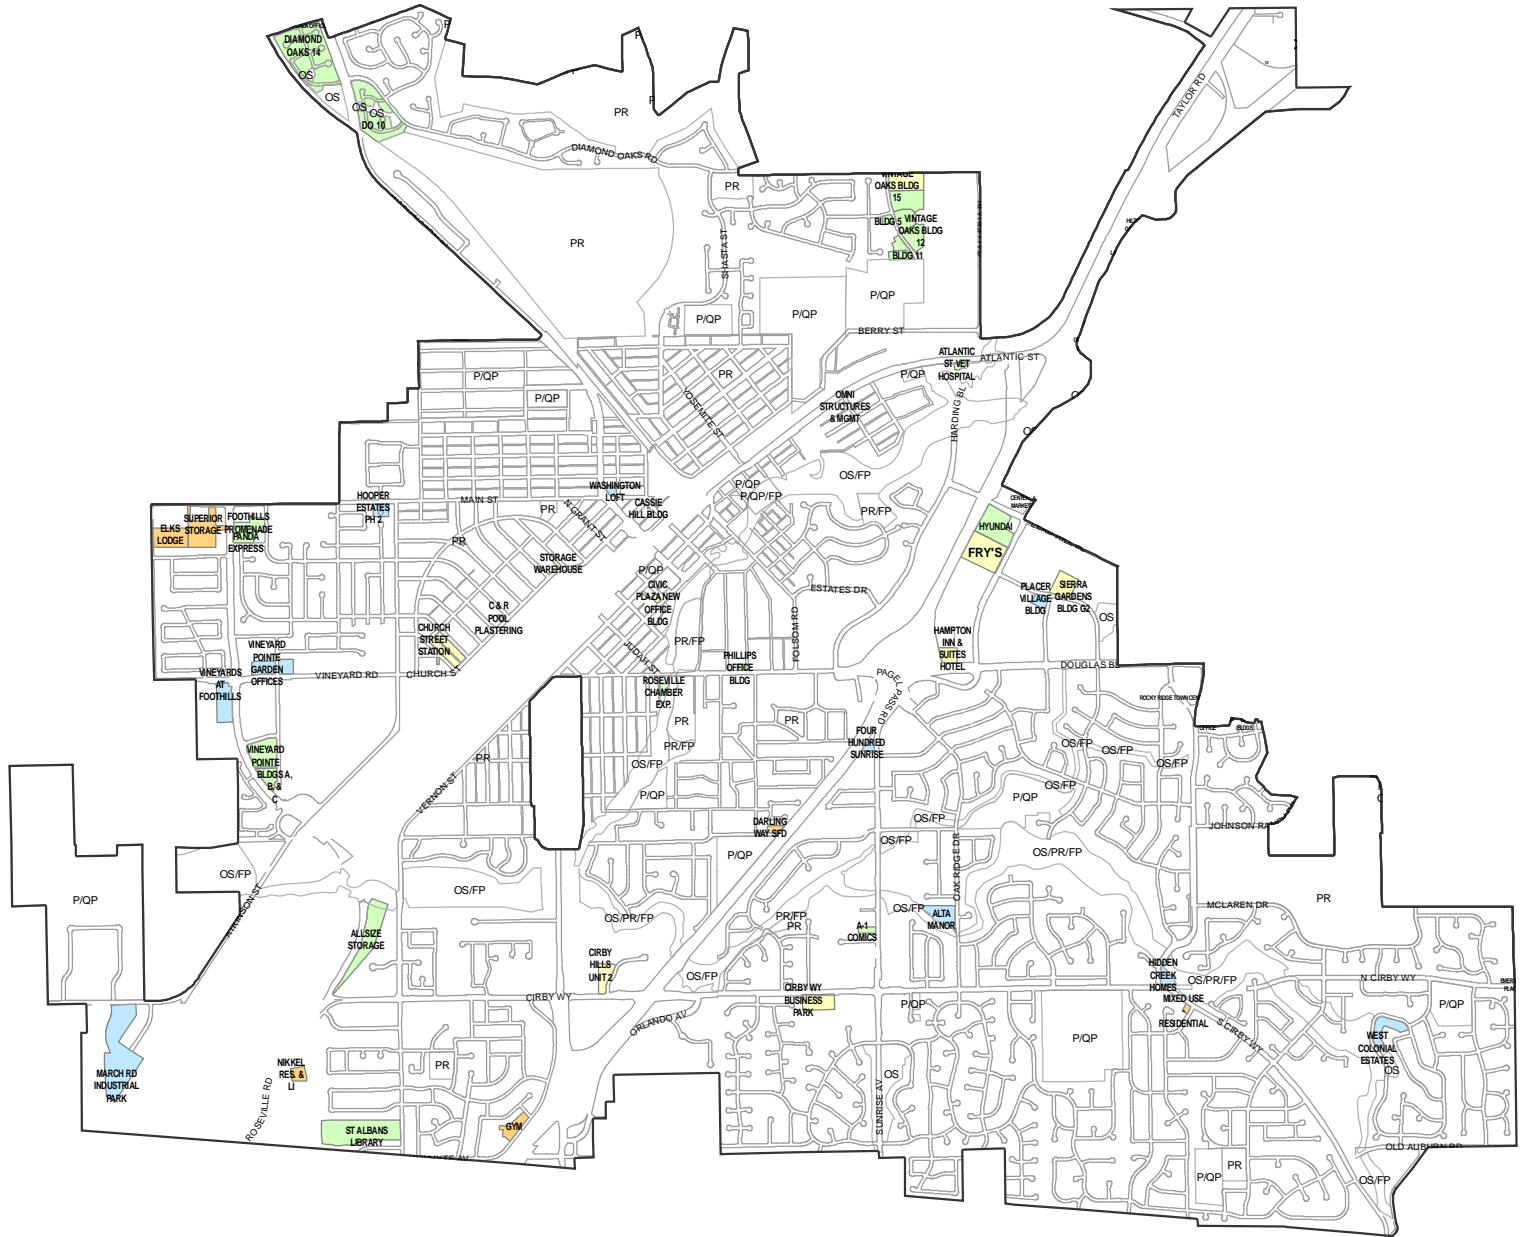 DIAMOND
OAKS 14
OS
OS
OS
OS
DO 10
PR
DIAMOND OAKS RD
TAYLOR RD
PR
VINTAGE
OAKS BLDG
15
BLDG 5
VINTAGE
OAKS BLDG
12
BLDG 11
PR
SHASTA ST
P/QP
P/QP
P/QP
BERRY ST
ATLANTIC
ST VET
HOSPITAL
ATLANTIC ST
P/QP
P/QP
P/QP
PR
YOSEMITE ST
OMNI
STRUCTURES
& MGMT
HARDING BL
OS/FP
WASHINGTON
LOFT
CASSIE
HILL BLDG
P/QP
P/QP/FP
PR/FP
HOOPER
ESTATES
PH 2
MAIN ST
PR
N GRANT ST
PR
ELKS
LODGE
SUPERIOR
STORAGE
FOOTHILLS
PROMENADE
PANDA
EXPRESS
STORAGE
WAREHOUSE
HYUNDAI
FRY'S
P/QP
CIVIC
PLAZA NEW
OFFICE
BLDG
ESTATES DR
PLACER
VILLAGE
BLDG
SIERRA
GARDENS
BLDG G2
OS
C & R
POOL
PLASTERING
CHURCH
STREET
STATION
PR/FP
JUDAH ST
FOLSOM RD
PHILLIPS
OFFICE
BLDG
HAMPTON
INN &
SUITES
HOTEL
DOUGLAS BL
VINEYARD
POINTE
GARDEN
OFFICES
VINEYARDS
AT
FOOTHILLS
VINEYARD RD
CHURCH ST
ROSEVILLE
CHAMBER
EXP.
PR
PR/FP
PR
FOUR
HUNDRED
SUNRISE
OS/FP
OS/FP
OS/FP
VINEYARD
POINTE
BLDGS A,
B, &
C
PR
VERNON ST
OS/FP
P/QP
P/QP
DARLING
WAY SFD
OS/FP
OS/FP
JOHNSON RA
P/QP
OS/PR/FP
OAK RIDGE DR
P/QP
OS/FP
ATKINSON ST
OS/FP
OS/PR/FP
PR/FP
PR
A-1
COMICS
OS/FP
ALTA
MANOR
MCLAREN DR
PR
ALLSIZE
STORAGE
CIRBY
HILLS
UNIT 2
OS/FP
HIDDEN
CREEK
HOMES
OS/PR/FP
N CIRBY WY
CIRBY WY
CIRBY WY
BUSINESS
PARK
P/QP
MIXED USE
RESIDENTIAL
P/QP
ORLANDO AV
P/QP
S CIRBY WY
WEST
COLONIAL
ESTATES
OS
MARCH RD
INDUSTRIAL
PARK
NIKKEL
RES. &
LI
PR
OS
ROSEVILLE RD
SUNRISE AV
ST ALBANS
LIBRARY
GYM
OLD AUBURN RD
P/QP
PR
OS/FP